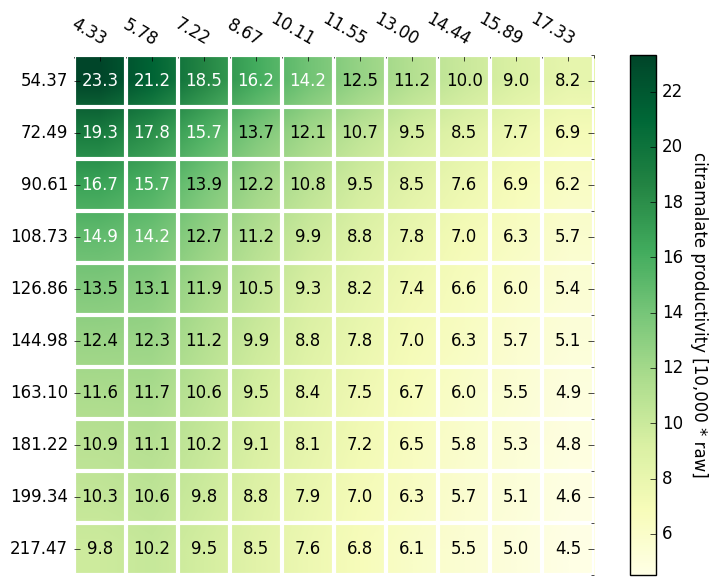 4.33 5.78 7.22 8.67 10.11 11.55 13.00 14.44 15.89 17.33
54.37 23.3 21.2 18.5 16.2 14.2 12.5 11.2 10.0 9.0 8.2
72.49 19.3 17.8 15.7 13.7 12.1 10.7 9.5 8.5 7.7 6.9
90.61 16.7 15.7 13.9 12.2 10.8 9.5 8.5 7.6 6.9 6.2
108.73 14.9 14.2 12.7 11.2 9.9 8.8 7.8 7.0 6.3 5.7
126.86 13.5 13.1 11.9 10.5 9.3 8.2 7.4 6.6 6.0 5.4
144.98 12.4 12.3 11.2 9.9 8.8 7.8 7.0 6.3 5.7 5.1
163.10 11.6 11.7 10.6 9.5 8.4 7.5 6.7 6.0 5.5 4.9
181.22 10.9 11.1 10.2 9.1 8.1 7.2 6.5 5.8 5.3 4.8
199.34 10.3 10.6 9.8 8.8 7.9 7.0 6.3 5.7 5.1 4.6
217.47 9.8 10.2 9.5 8.5 7.6 6.8 6.1 5.5 5.0 4.5
22
20
18
16
14
12
10
8
6
citramalate productivity [10,000 * raw]